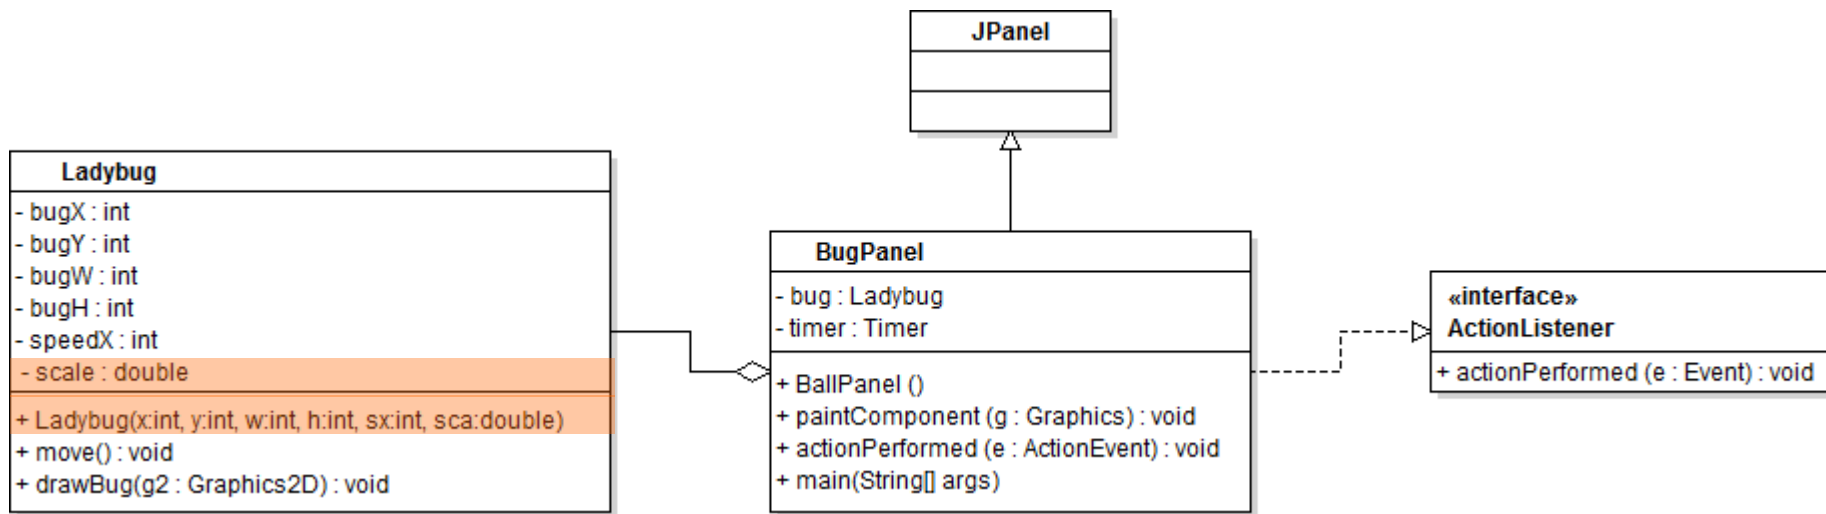 JPanel
Ladybug
- bugX : int
- bugY : int
- bugW : int
- bugH : int
- speedX : int
- scale : double
+ Ladybug(x:int, y:int, w:int, h:int, sx:int, sca:double)
+ move() : void
+ drawBug(g2 : Graphics2D) : void
BugPanel
- bug : Ladybug
- timer : Timer
+ BallPanel ()
+ paintComponent (g : Graphics) : void
+ actionPerformed (e : ActionEvent) : void
+ main(String[] args)
«interface»
ActionListener
+ actionPerformed (e : Event) : void